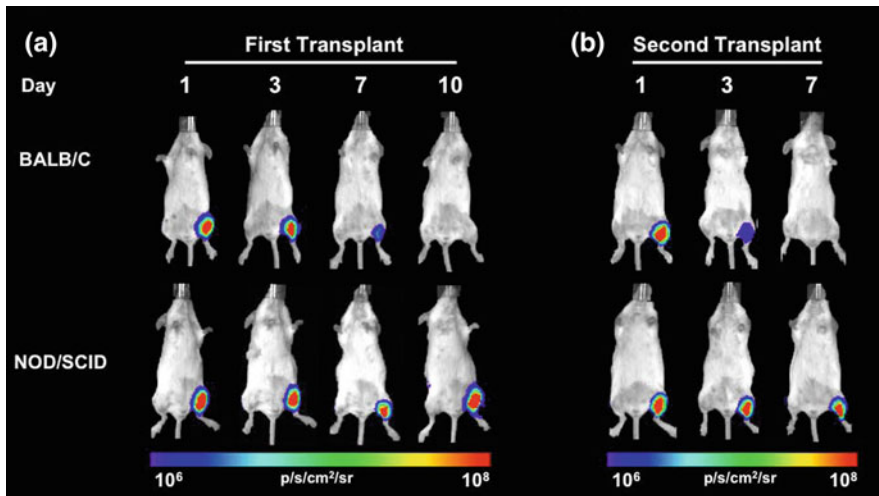 (a) First Transplant
Day 1 3 7 10
BALB/C
NOD/SCID
10⁶ p/s/cm²/sr 10⁸
(b) Second Transplant
1 3 7
10⁶ p/s/cm²/sr 10⁸